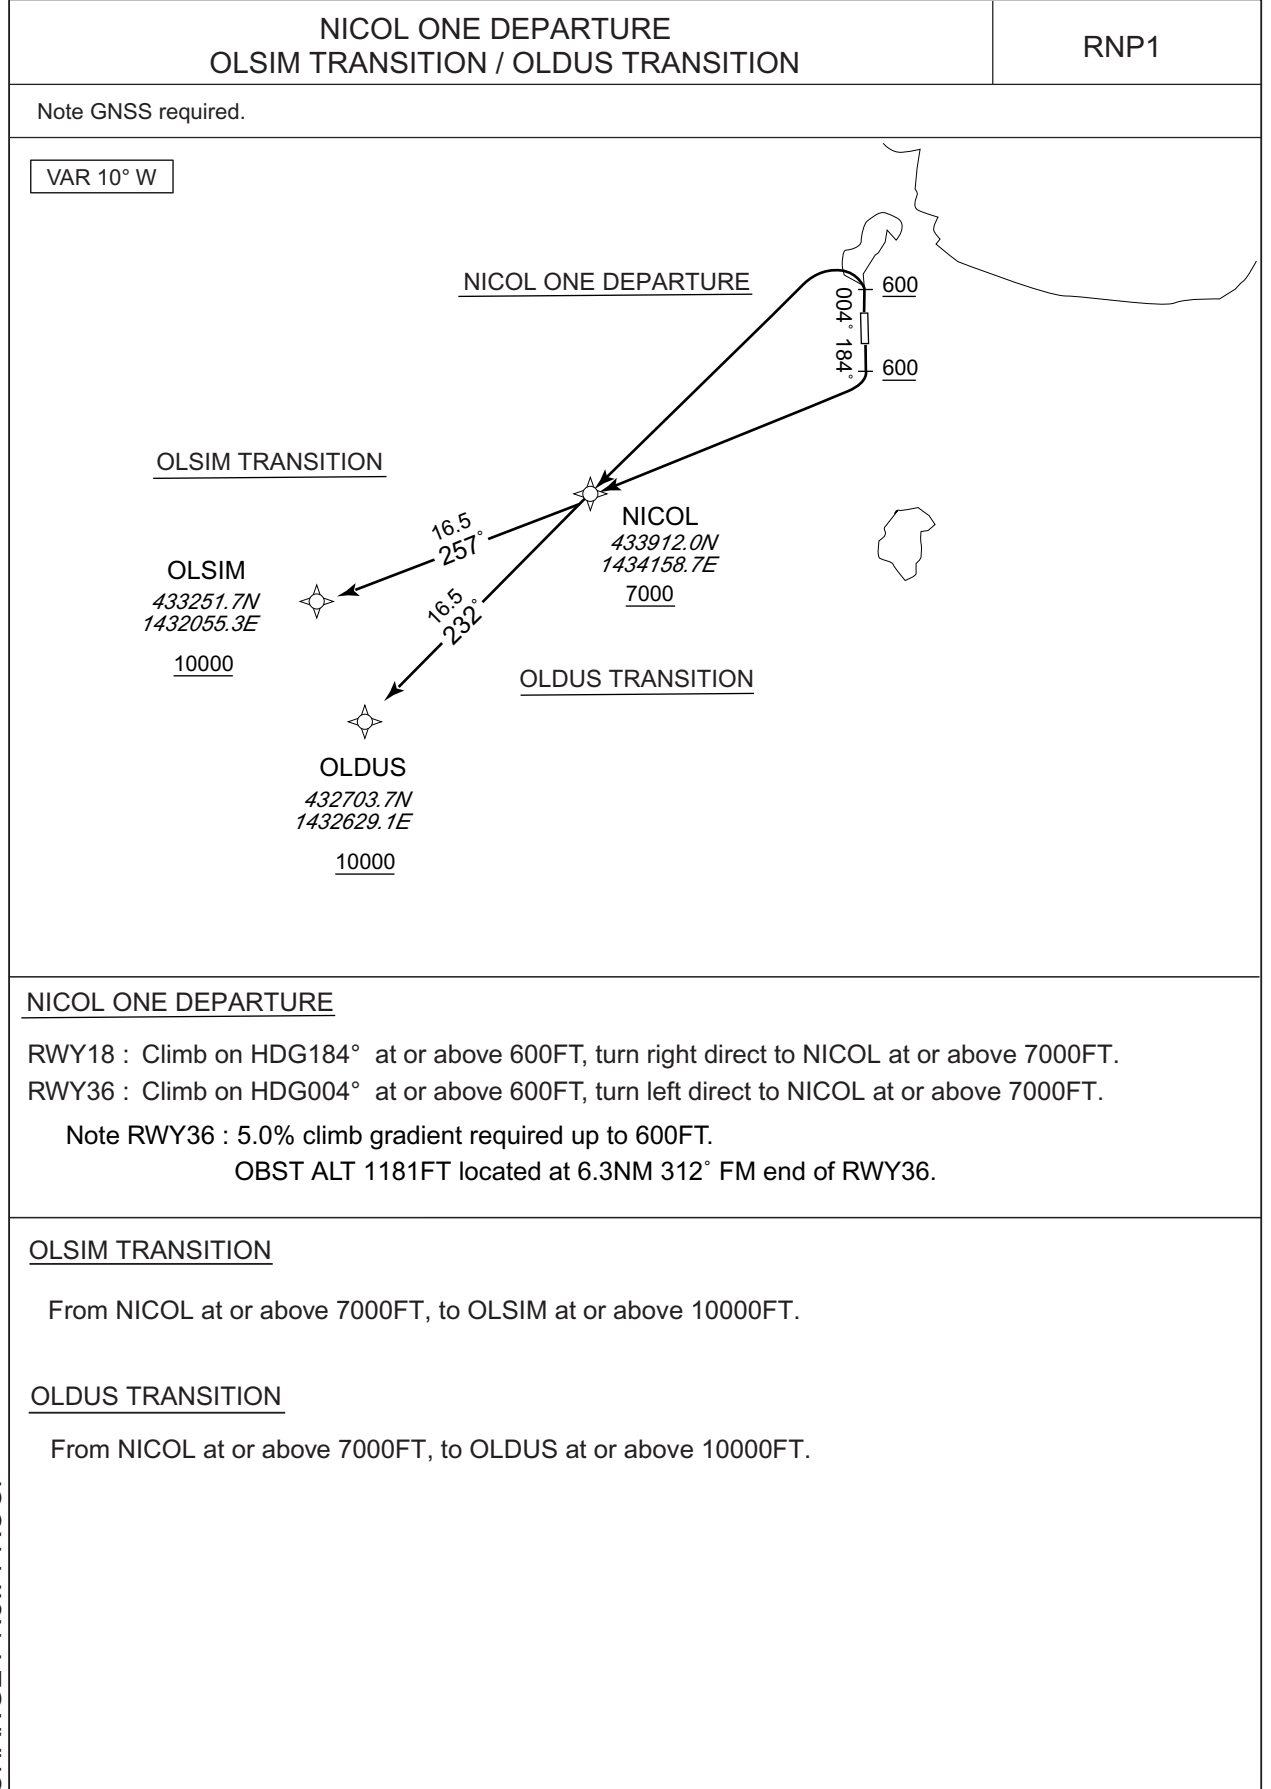 NICOL ONE DEPARTURE
OLSIM TRANSITION / OLDUS TRANSITION
RNP1
Note GNSS required.
VAR 10° W
NICOL ONE DEPARTURE
600
004°
184°
600
OLSIM TRANSITION
NICOL
433912.0N
1434158.7E
7000
16.5
257°
OLSIM
433251.7N
1432055.3E
10000
16.5
232°
OLDUS TRANSITION
OLDUS
432703.7N
1432629.1E
10000
NICOL ONE DEPARTURE
RWY18 : Climb on HDG184° at or above 600FT, turn right direct to NICOL at or above 7000FT.
RWY36 : Climb on HDG004° at or above 600FT, turn left direct to NICOL at or above 7000FT.
Note RWY36 : 5.0% climb gradient required up to 600FT.
OBST ALT 1181FT located at 6.3NM 312° FM end of RWY36.
OLSIM TRANSITION
From NICOL at or above 7000FT, to OLSIM at or above 10000FT.
OLDUS TRANSITION
From NICOL at or above 7000FT, to OLDUS at or above 10000FT.